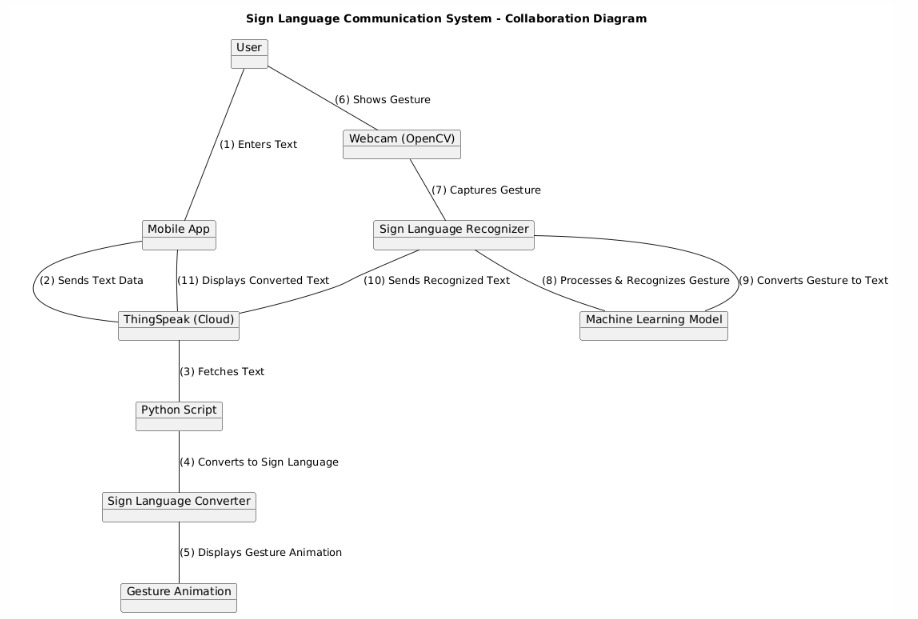 Sign Language Communication System - Collaboration Diagram
User
(6) Shows Gesture
Webcam (OpenCV)
(1) Enters Text
(7) Captures Gesture
Mobile App
Sign Language Recognizer
(2) Sends Text Data
(11) Displays Converted Text
(10) Sends Recognized Text
(8) Processes & Recognizes Gesture
(9) Converts Gesture to Text
ThingSpeak (Cloud)
Machine Learning Model
(3) Fetches Text
Python Script
(4) Converts to Sign Language
Sign Language Converter
(5) Displays Gesture Animation
Gesture Animation